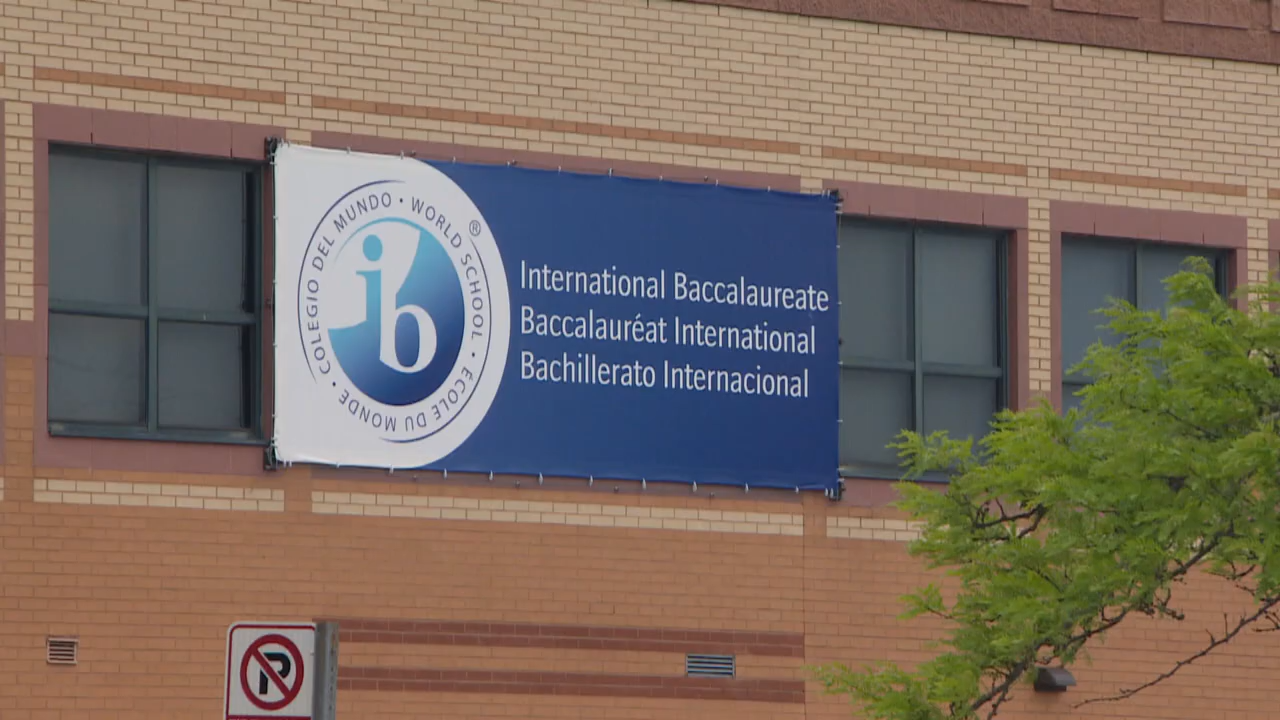 COLEGIO DEL MUNDO · WORLD SCHOOL · ÉCOLE DU MONDE ·
®
ib
International Baccalaureate
Baccalauréat International
Bachillerato Internacional
P